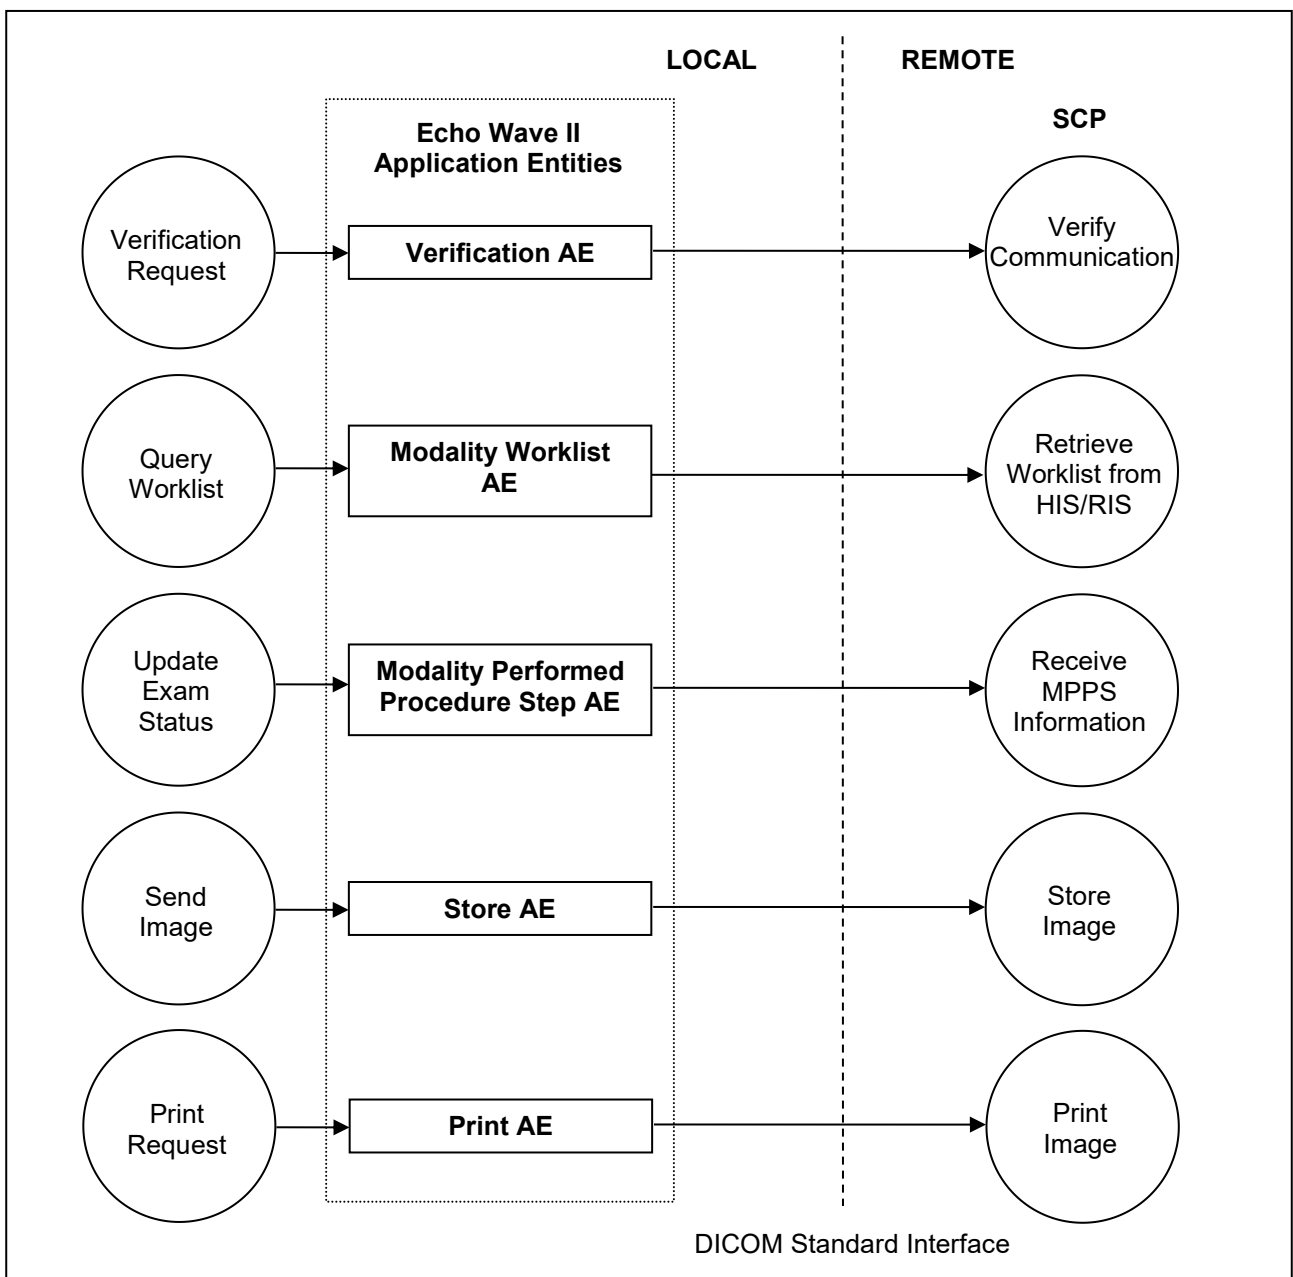 LOCAL
REMOTE
SCP
Echo Wave II
Application Entities
Verification
Request
Verification AE
Verify
Communication
Query
Worklist
Modality Worklist
AE
Retrieve
Worklist from
HIS/RIS
Update
Exam
Status
Modality Performed
Procedure Step AE
Receive
MPPS
Information
Send
Image
Store AE
Store
Image
Print
Request
Print AE
Print
Image
DICOM Standard Interface